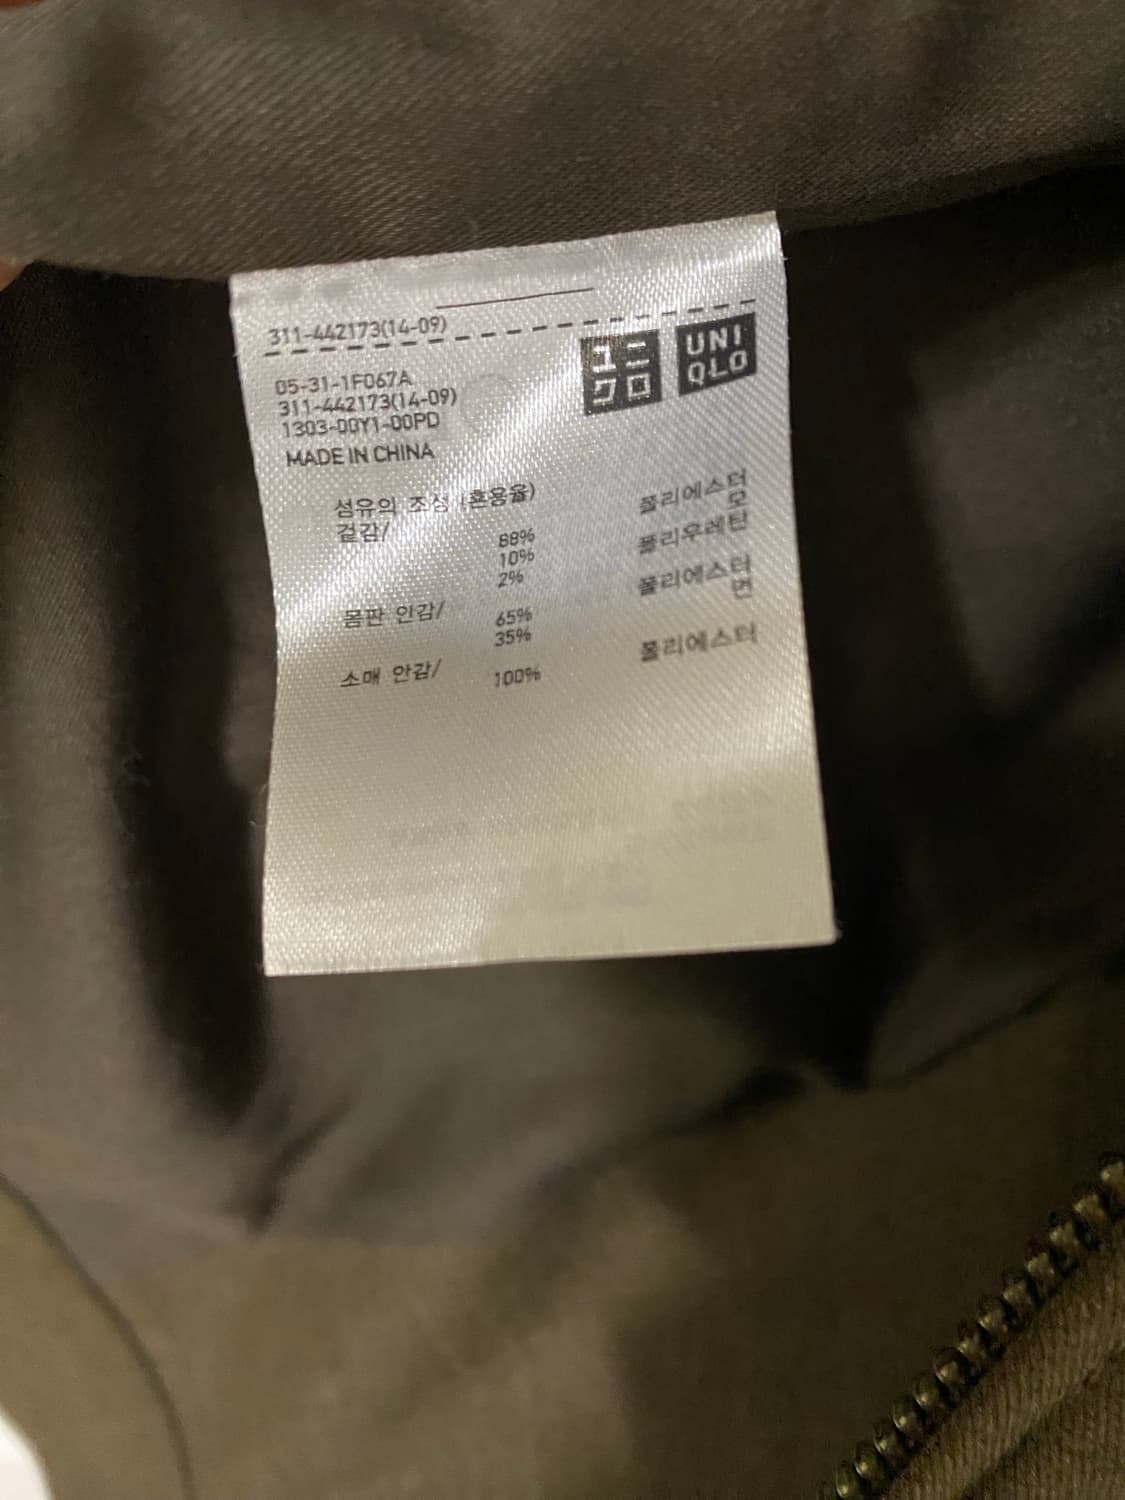 311-442173(14-09)
ユニ
クロ
UNI
QLO
05-31-1F067A
311-442173(14-09)
1303-00Y1-00PD
MADE IN CHINA
섬유의 조성 (혼용율)
겉감/
88% 폴리에스터
10% 모
2% 폴리우레탄
몸판 안감/
65% 폴리에스터
35% 면
소매 안감/
100% 폴리에스터